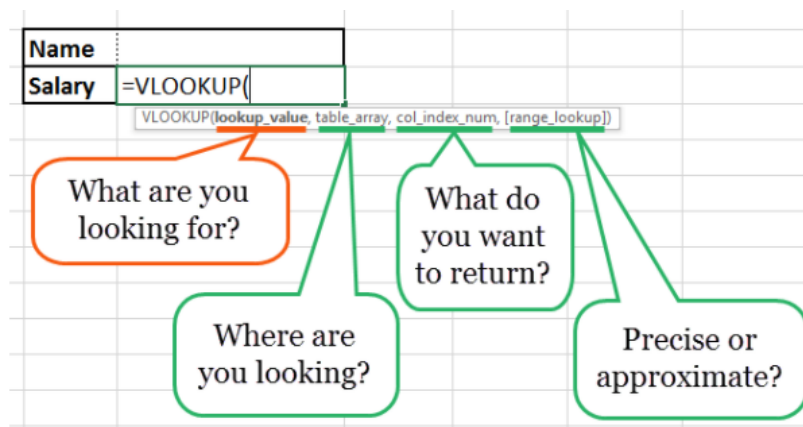 Name
Salary =VLOOKUP(
VLOOKUP(lookup_value, table_array, col_index_num, [range_lookup])
What are you
looking for?
What do
you want
to return?
Where are
you looking?
Precise or
approximate?